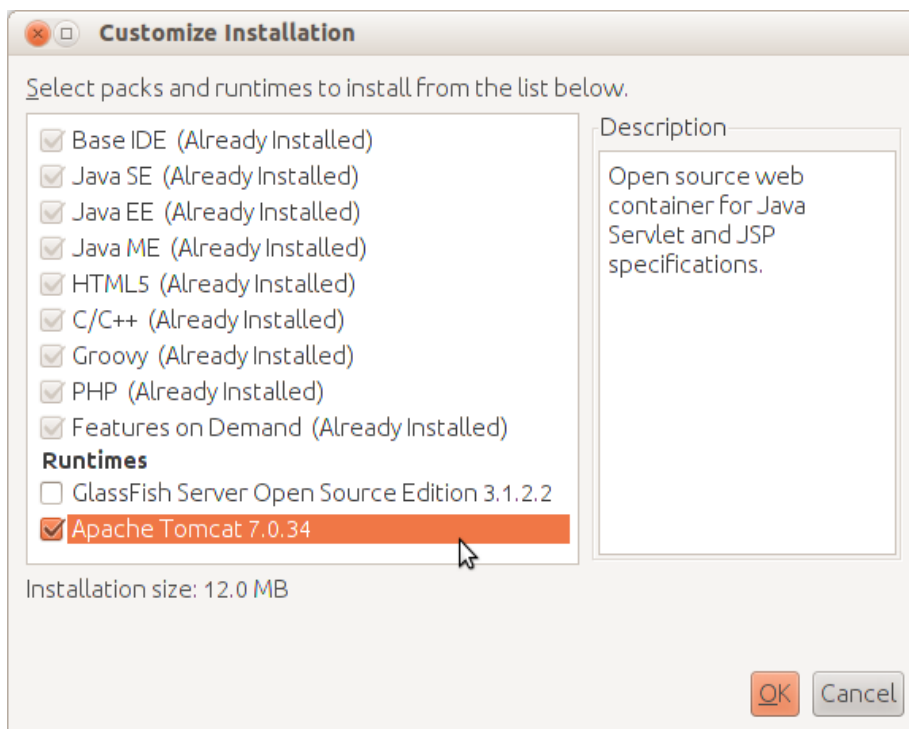 Customize Installation
Select packs and runtimes to install from the list below.
Base IDE (Already Installed)
Java SE (Already Installed)
Java EE (Already Installed)
Java ME (Already Installed)
HTML5 (Already Installed)
C/C++ (Already Installed)
Groovy (Already Installed)
PHP (Already Installed)
Features on Demand (Already Installed)
Runtimes
GlassFish Server Open Source Edition 3.1.2.2
Apache Tomcat 7.0.34
Description
Open source web
container for Java
Servlet and JSP
specifications.
Installation size: 12.0 MB
OK
Cancel